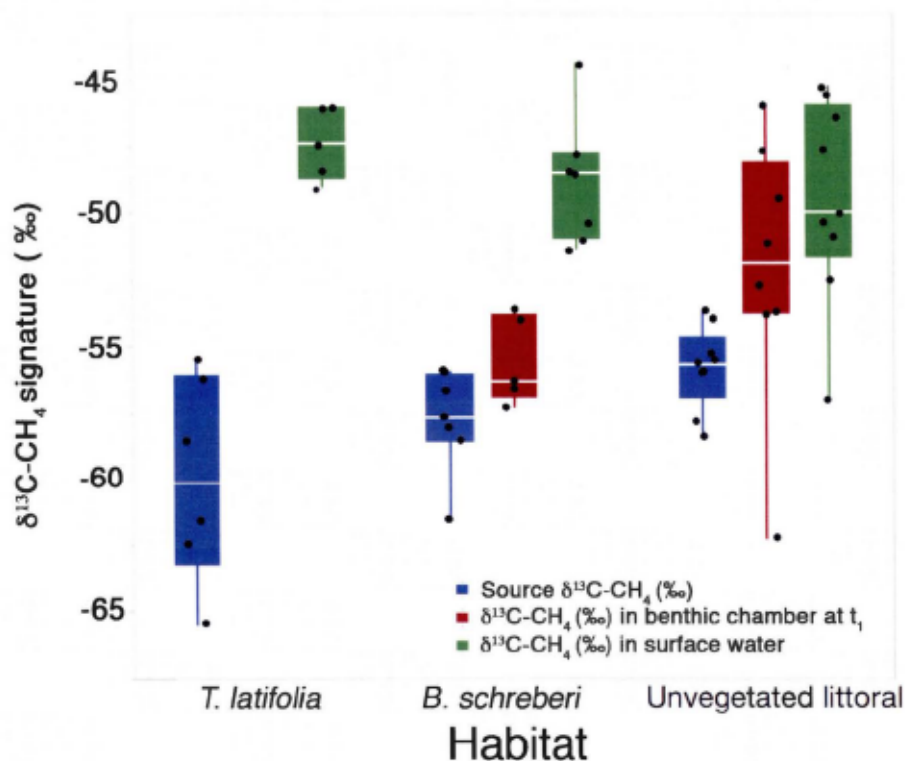 -45
-50
-55
-60
-65
δ¹³C-CH₄ signature ( ‰)
Source δ¹³C-CH₄ (‰)
δ¹³C-CH₄ (‰) in benthic chamber at t₁
δ¹³C-CH₄ (‰) in surface water
T. latifolia B. schreberi Unvegetated littoral
Habitat